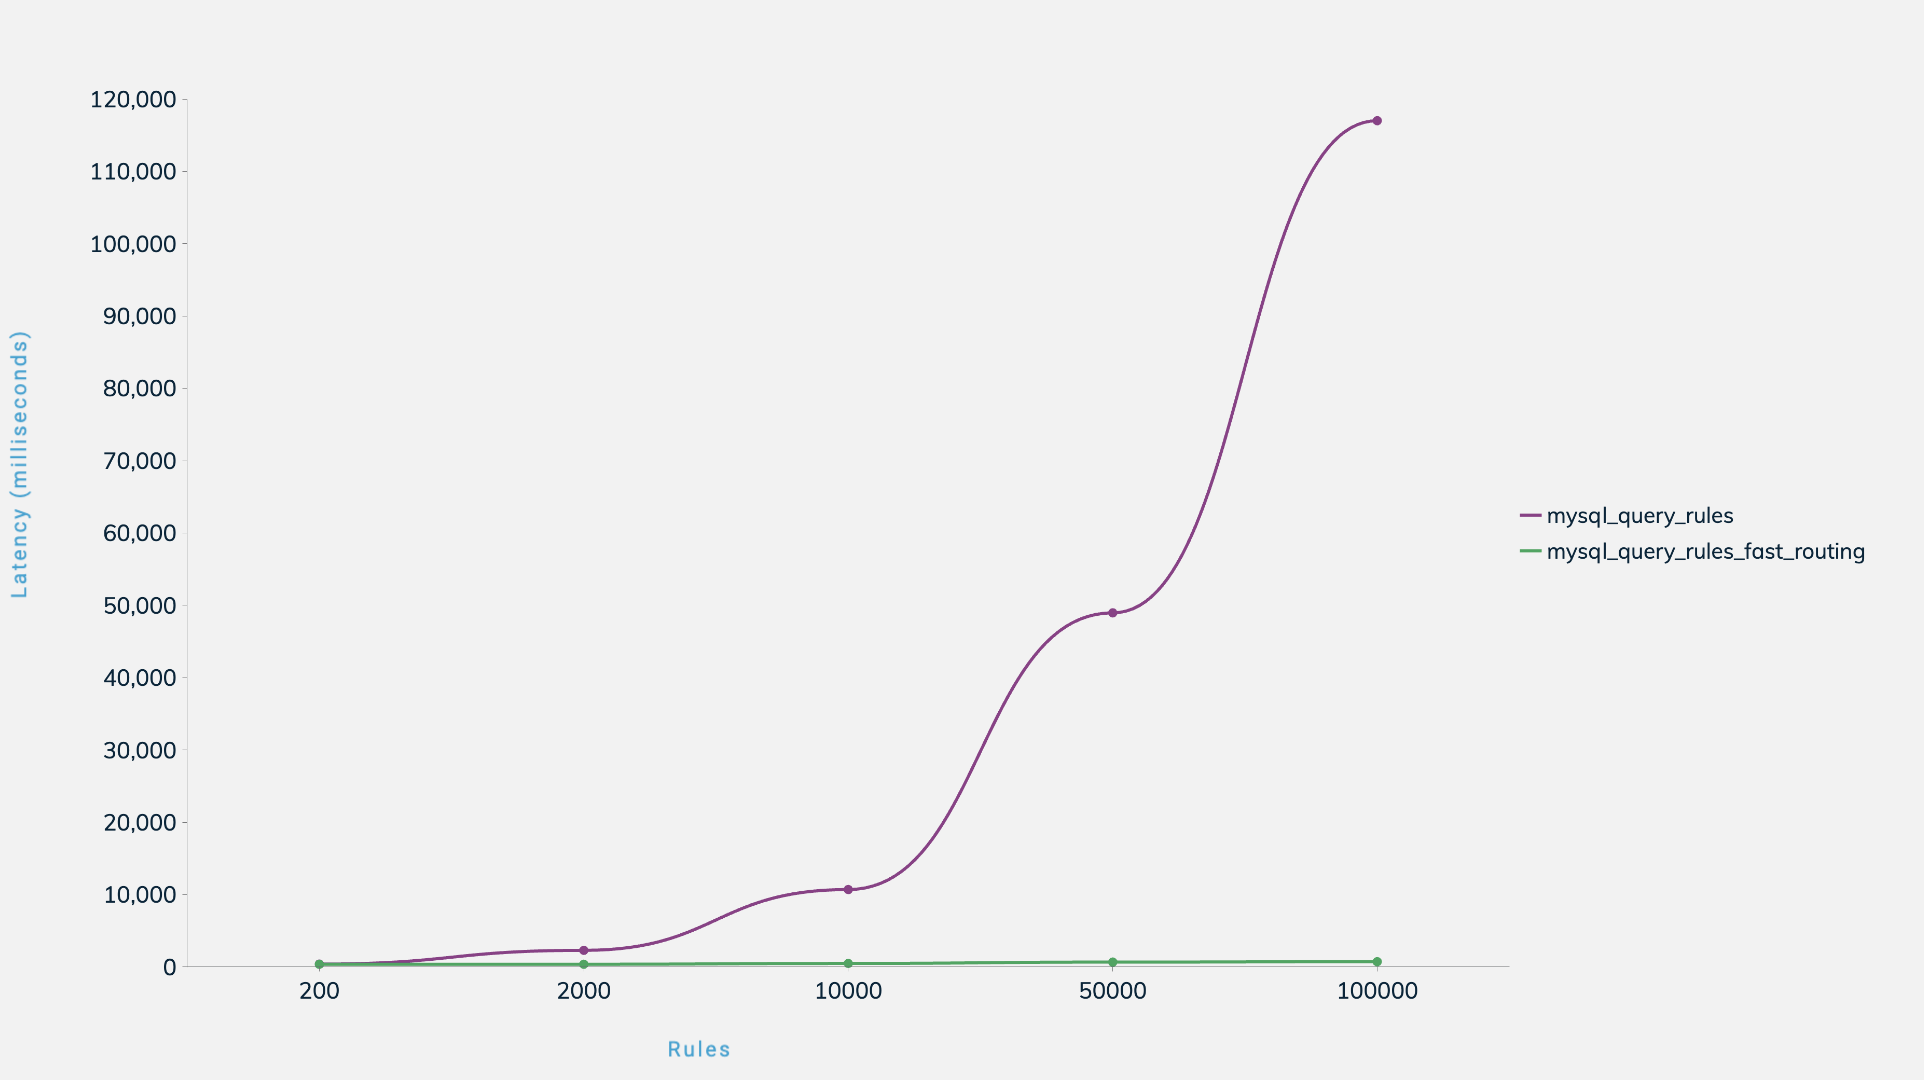 120,000
110,000
100,000
90,000
80,000
70,000
60,000
50,000
40,000
30,000
20,000
10,000
0
Latency (milliseconds)
200 2000 10000 50000 100000
Rules
mysql_query_rules
mysql_query_rules_fast_routing